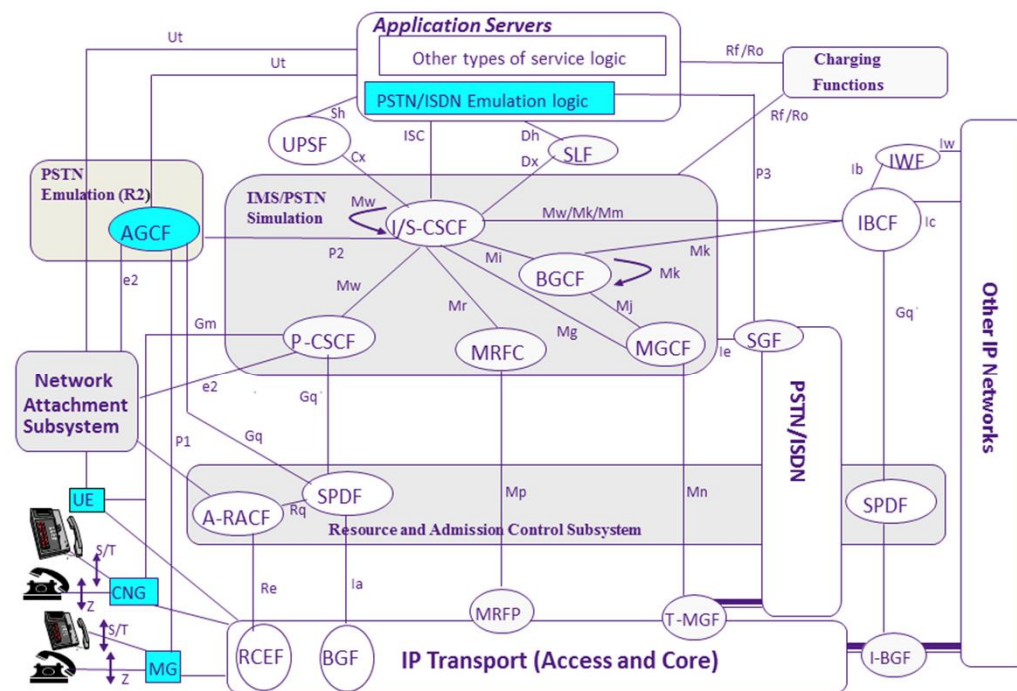 Ut
Application Servers
Other types of service logic
Ut
Rf/Ro
Charging
Functions
PSTN/ISDN Emulation logic
Rf/Ro
Sh
ISC
Dh
UPSF
SLF
Cx
Dx
P3
IWF
Iw
Ib
PSTN
Emulation (R2)
IMS/PSTN
Simulation
Mw
I/S-CSCF
Mw/Mk/Mm
IBCF
Ic
AGCF
P2
Mi
BGCF
Mk
Mk
e2
Mw
Mr
Mj
Mg
Gq'
Gm
P-CSCF
MRFC
MGCF
Ie
SGF
Other IP Networks
Network
Attachment
Subsystem
e2
Gq'
PSTN/ISDN
P1
Gq
UE
A-RACF
Rq
SPDF
Mp
Mn
SPDF
Resource and Admission Control Subsystem
S/T
CNG
Z
Re
Ia
MRFP
T-MGF
S/T
MG
Z
RCEF
BGF
IP Transport (Access and Core)
I-BGF